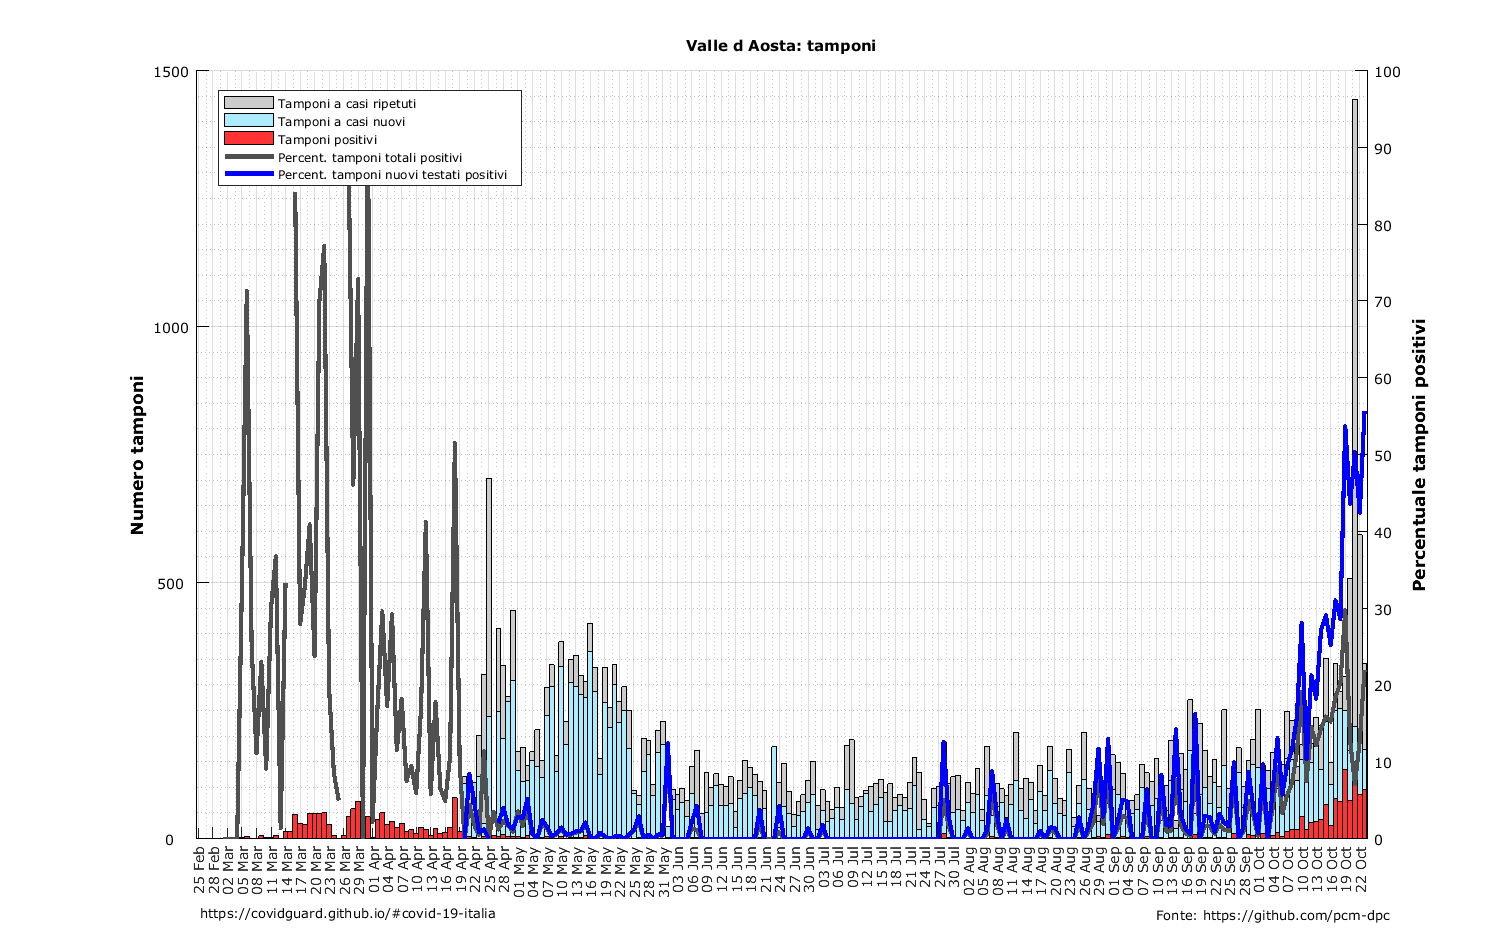 Valle d Aosta: tamponi
1500
1000
500
0
100
90
80
70
60
50
40
30
20
10
0
Tamponi a casi ripetuti
Tamponi a casi nuovi
Tamponi positivi
Percent. tamponi totali positivi
Percent. tamponi nuovi testati positivi
Numero tamponi
Percentuale tamponi positivi
25 Feb
28 Feb
02 Mar
05 Mar
08 Mar
11 Mar
14 Mar
17 Mar
20 Mar
23 Mar
26 Mar
29 Mar
01 Apr
04 Apr
07 Apr
10 Apr
13 Apr
16 Apr
19 Apr
22 Apr
25 Apr
28 Apr
01 May
04 May
07 May
10 May
13 May
16 May
19 May
22 May
25 May
28 May
31 May
03 Jun
06 Jun
09 Jun
12 Jun
15 Jun
18 Jun
21 Jun
24 Jun
27 Jun
30 Jun
03 Jul
06 Jul
09 Jul
12 Jul
15 Jul
18 Jul
21 Jul
24 Jul
27 Jul
30 Jul
02 Aug
05 Aug
08 Aug
11 Aug
14 Aug
17 Aug
20 Aug
23 Aug
26 Aug
29 Aug
01 Sep
04 Sep
07 Sep
10 Sep
13 Sep
16 Sep
19 Sep
22 Sep
25 Sep
28 Sep
01 Oct
04 Oct
07 Oct
10 Oct
13 Oct
16 Oct
19 Oct
22 Oct
https://covidguard.github.io/#covid-19-italia
Fonte: https://github.com/pcm-dpc